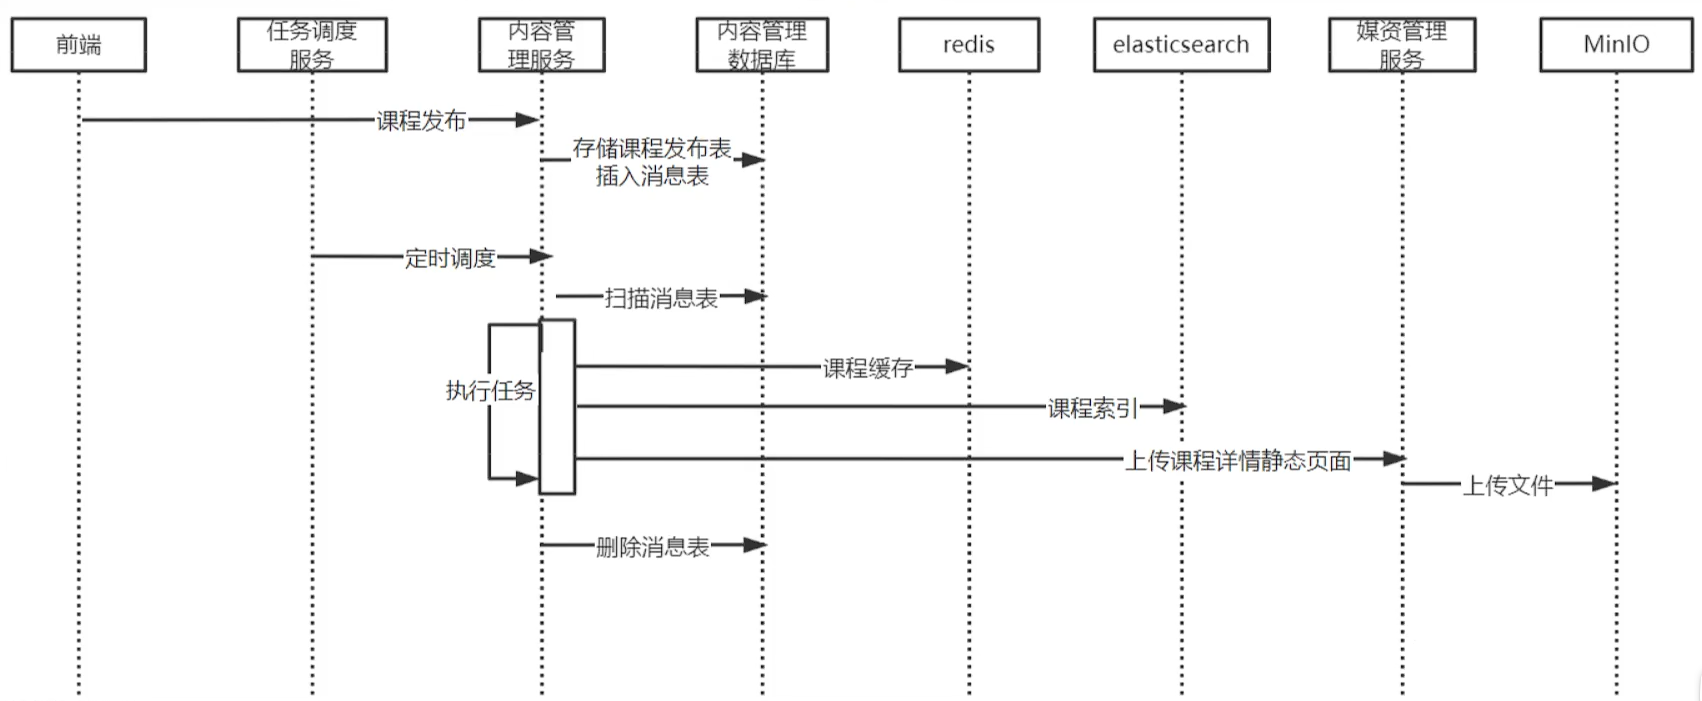 前端
任务调度
服务
内容管
理服务
内容管理
数据库
redis
elasticsearch
媒资管理
服务
MinIO
课程发布
存储课程发布表
插入消息表
定时调度
扫描消息表
课程缓存
执行任务
课程索引
上传课程详情静态页面
上传文件
删除消息表